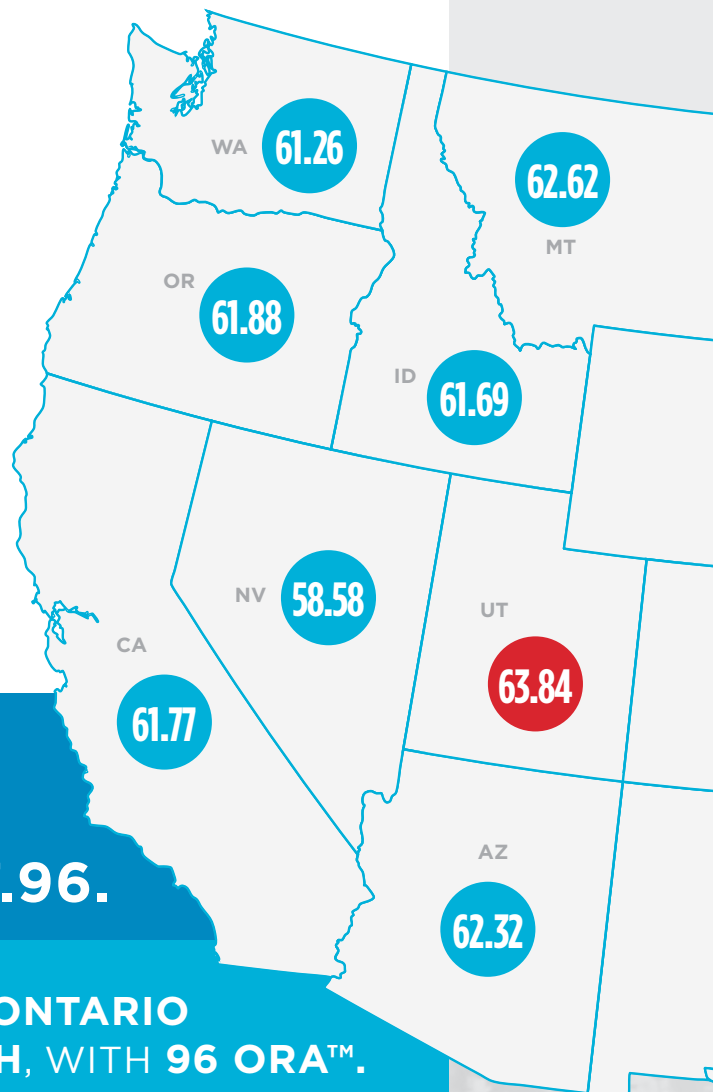 WA 61.26
62.62
MT
OR
61.88
ID
61.69
NV 58.58
UT
63.84
CA
61.77
AZ
62.32
.96.
ONTARIO
H, WITH 96 ORA™.